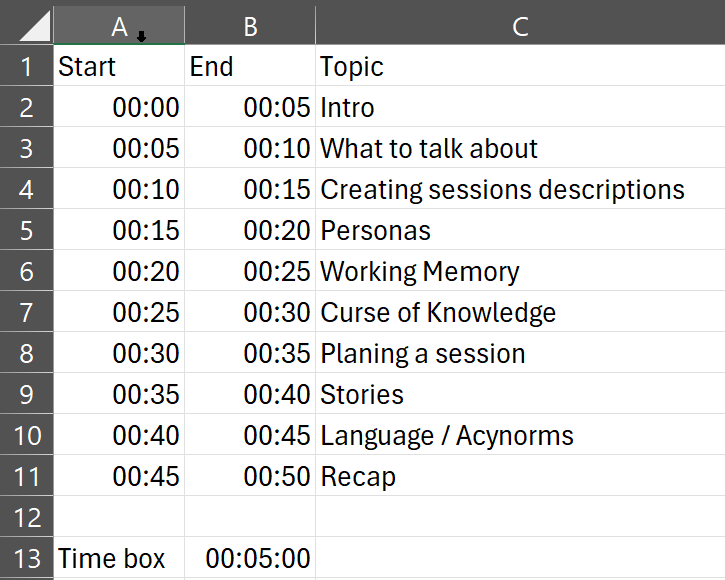 A B C
1 Start End Topic
2 00:00 00:05 Intro
3 00:05 00:10 What to talk about
4 00:10 00:15 Creating sessions descriptions
5 00:15 00:20 Personas
6 00:20 00:25 Working Memory
7 00:25 00:30 Curse of Knowledge
8 00:30 00:35 Planing a session
9 00:35 00:40 Stories
10 00:40 00:45 Language / Acynorms
11 00:45 00:50 Recap
12
13 Time box 00:05:00